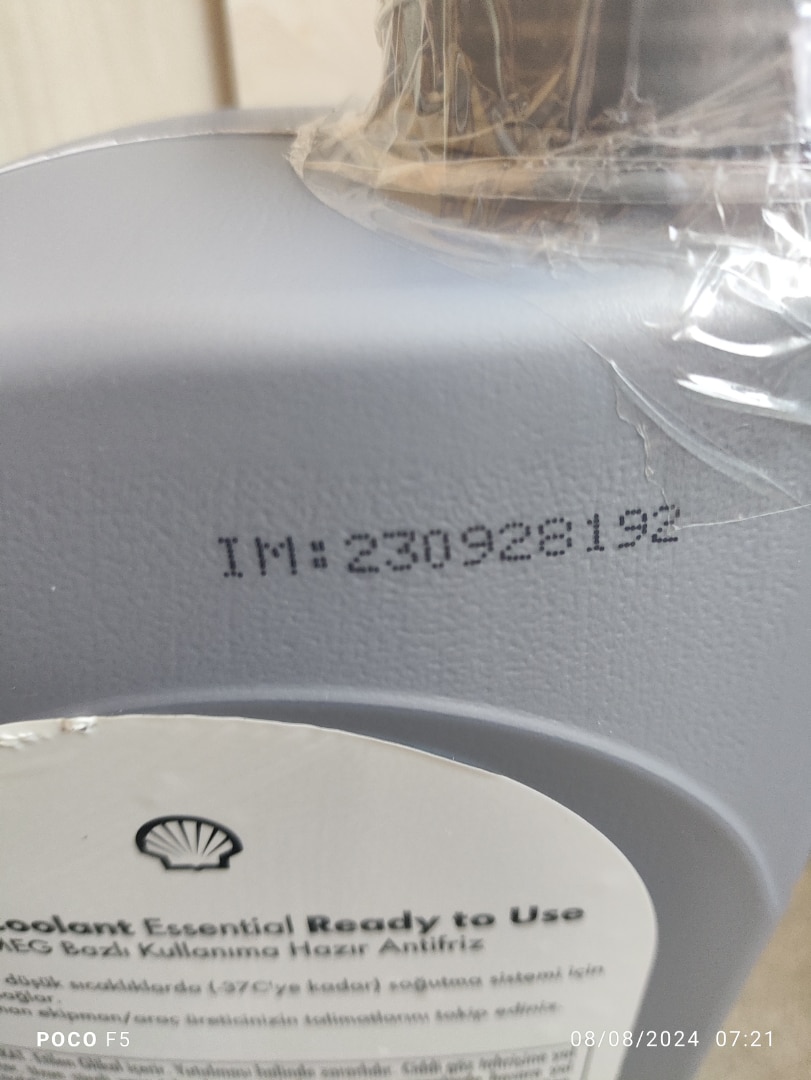 IM:230928192
Coolant Essential Ready to Use
MEG Bazlı Kullanıma Hazır Antifriz
düşük sıcaklıklarda (-37C'ye kadar) soğutma sistemi için
sağlar.
ekipman/araç üreticinizin talimatlarını takip ediniz.
POCO F5
08/08/2024 07:21